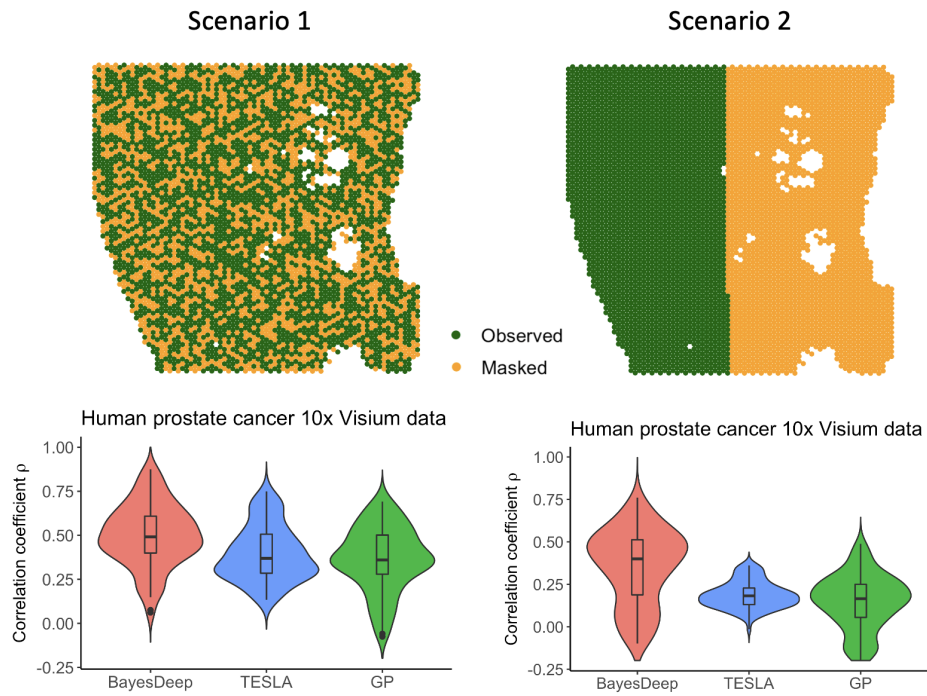 Scenario 1
Scenario 2
Observed
Masked
Human prostate cancer 10x Visium data
Correlation coefficient ρ
1.00
0.75
0.50
0.25
0.00
-0.25
BayesDeep
TESLA
GP
Human prostate cancer 10x Visium data
Correlation coefficient ρ
1.00
0.75
0.50
0.25
0.00
-0.25
BayesDeep
TESLA
GP